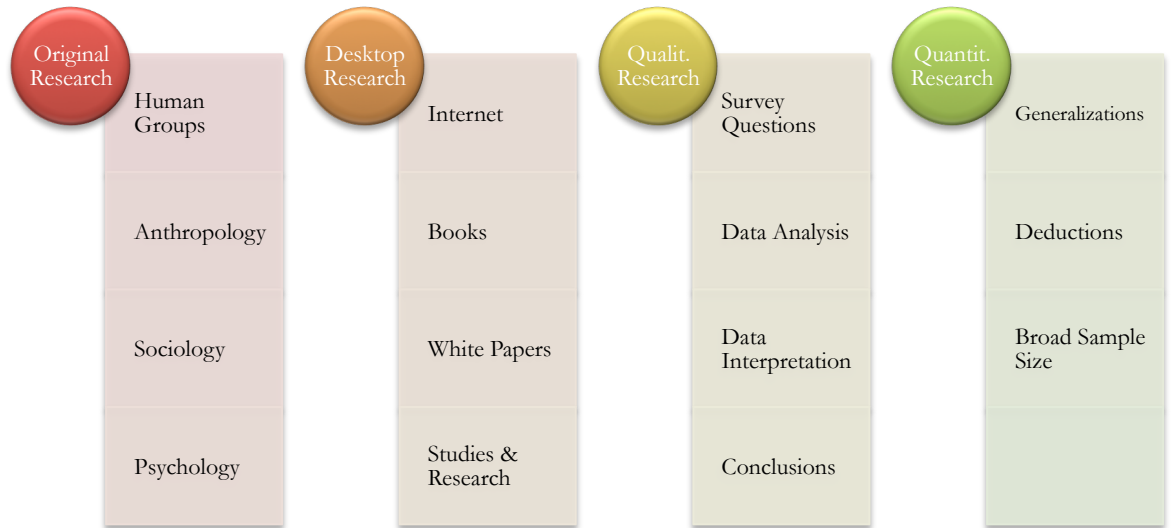 Original
Research
Human
Groups
Anthropology
Sociology
Psychology
Desktop
Research
Internet
Books
White Papers
Studies &
Research
Qualit.
Research
Survey
Questions
Data Analysis
Data
Interpretation
Conclusions
Quantit.
Research
Generalizations
Deductions
Broad Sample
Size